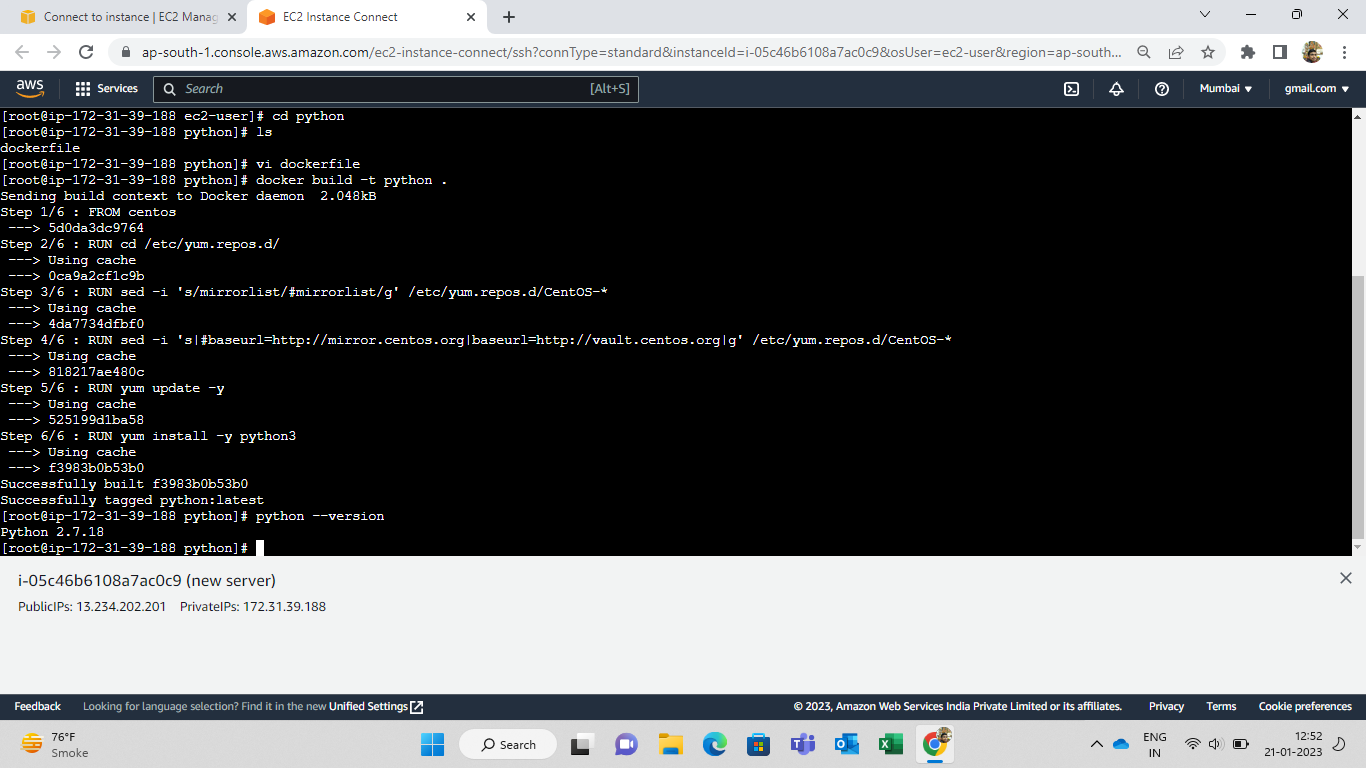 Connect to instance | EC2 Manag
EC2 Instance Connect
ap-south-1.console.aws.amazon.com/ec2-instance-connect/ssh?connType=standard&instanceId=i-05c46b6108a7ac0c9&osUser=ec2-user&region=ap-south...
aws Services Search [Alt+S] Mumbai gmail.com
[root@ip-172-31-39-188 ec2-user]# cd python
[root@ip-172-31-39-188 python]# ls
dockerfile
[root@ip-172-31-39-188 python]# vi dockerfile
[root@ip-172-31-39-188 python]# docker build -t python .
Sending build context to Docker daemon  2.048kB
Step 1/6 : FROM centos
 ---> 5d0da3dc9764
Step 2/6 : RUN cd /etc/yum.repos.d/
 ---> Using cache
 ---> 0ca9a2cf1c9b
Step 3/6 : RUN sed -i 's/mirrorlist/#mirrorlist/g' /etc/yum.repos.d/CentOS-*
 ---> Using cache
 ---> 4da7734dfbf0
Step 4/6 : RUN sed -i 's|#baseurl=http://mirror.centos.org|baseurl=http://vault.centos.org|g' /etc/yum.repos.d/CentOS-*
 ---> Using cache
 ---> 818217ae480c
Step 5/6 : RUN yum update -y
 ---> Using cache
 ---> 525199d1ba58
Step 6/6 : RUN yum install -y python3
 ---> Using cache
 ---> f3983b0b53b0
Successfully built f3983b0b53b0
Successfully tagged python:latest
[root@ip-172-31-39-188 python]# python --version
Python 2.7.18
[root@ip-172-31-39-188 python]#
i-05c46b6108a7ac0c9 (new server)
PublicIPs: 13.234.202.201 PrivateIPs: 172.31.39.188
Feedback Looking for language selection? Find it in the new Unified Settings © 2023, Amazon Web Services India Private Limited or its affiliates. Privacy Terms Cookie preferences
76°F
Smoke
Search
ENG
IN
12:52
21-01-2023